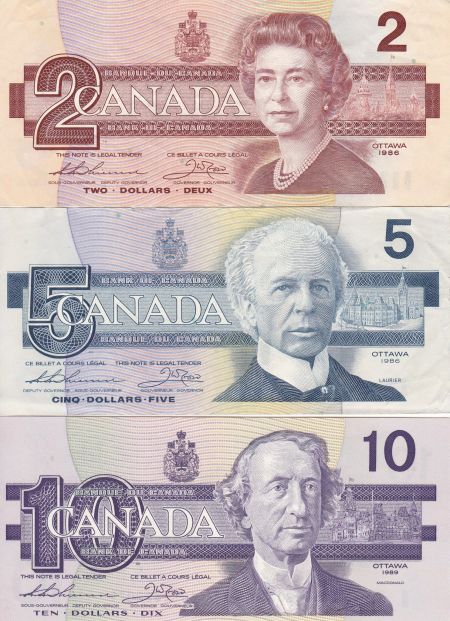 2
BANQUE · DU · CANADA
2 CANADA
BANK · OF · CANADA
THIS NOTE IS LEGAL TENDER CE BILLET A COURS LÉGAL
OTTAWA
1986
SOUS-GOUVERNEUR DEPUTY GOVERNOR GOUVERNEUR GOVERNOR
TWO · DOLLARS · DEUX
5
BANK · OF · CANADA
5 CANADA
BANQUE · DU · CANADA
CE BILLET A COURS LÉGAL THIS NOTE IS LEGAL TENDER
OTTAWA
1986
LAURIER
DEPUTY GOVERNOR SOUS-GOUVERNEUR GOVERNOR GOUVERNEUR
CINQ · DOLLARS · FIVE
10
BANQUE · DU · CANADA
10 CANADA
BANK · OF · CANADA
THIS NOTE IS LEGAL TENDER CE BILLET A COURS LÉGAL
OTTAWA
1989
MACDONALD
SOUS-GOUVERNEUR DEPUTY GOVERNOR GOUVERNEUR GOVERNOR
TEN · DOLLARS · DIX